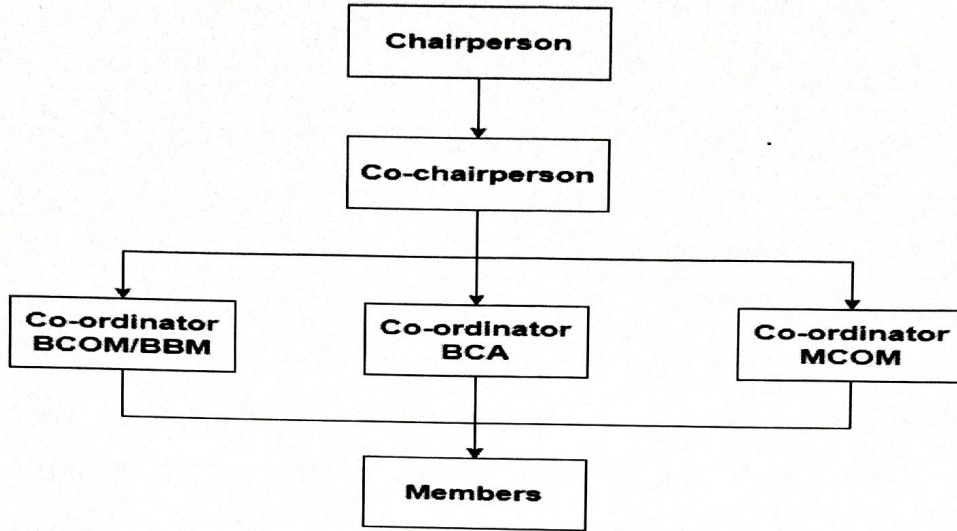 Chairperson
Co-chairperson
Co-ordinator
BCOM/BBM
Co-ordinator
BCA
Co-ordinator
MCOM
Members